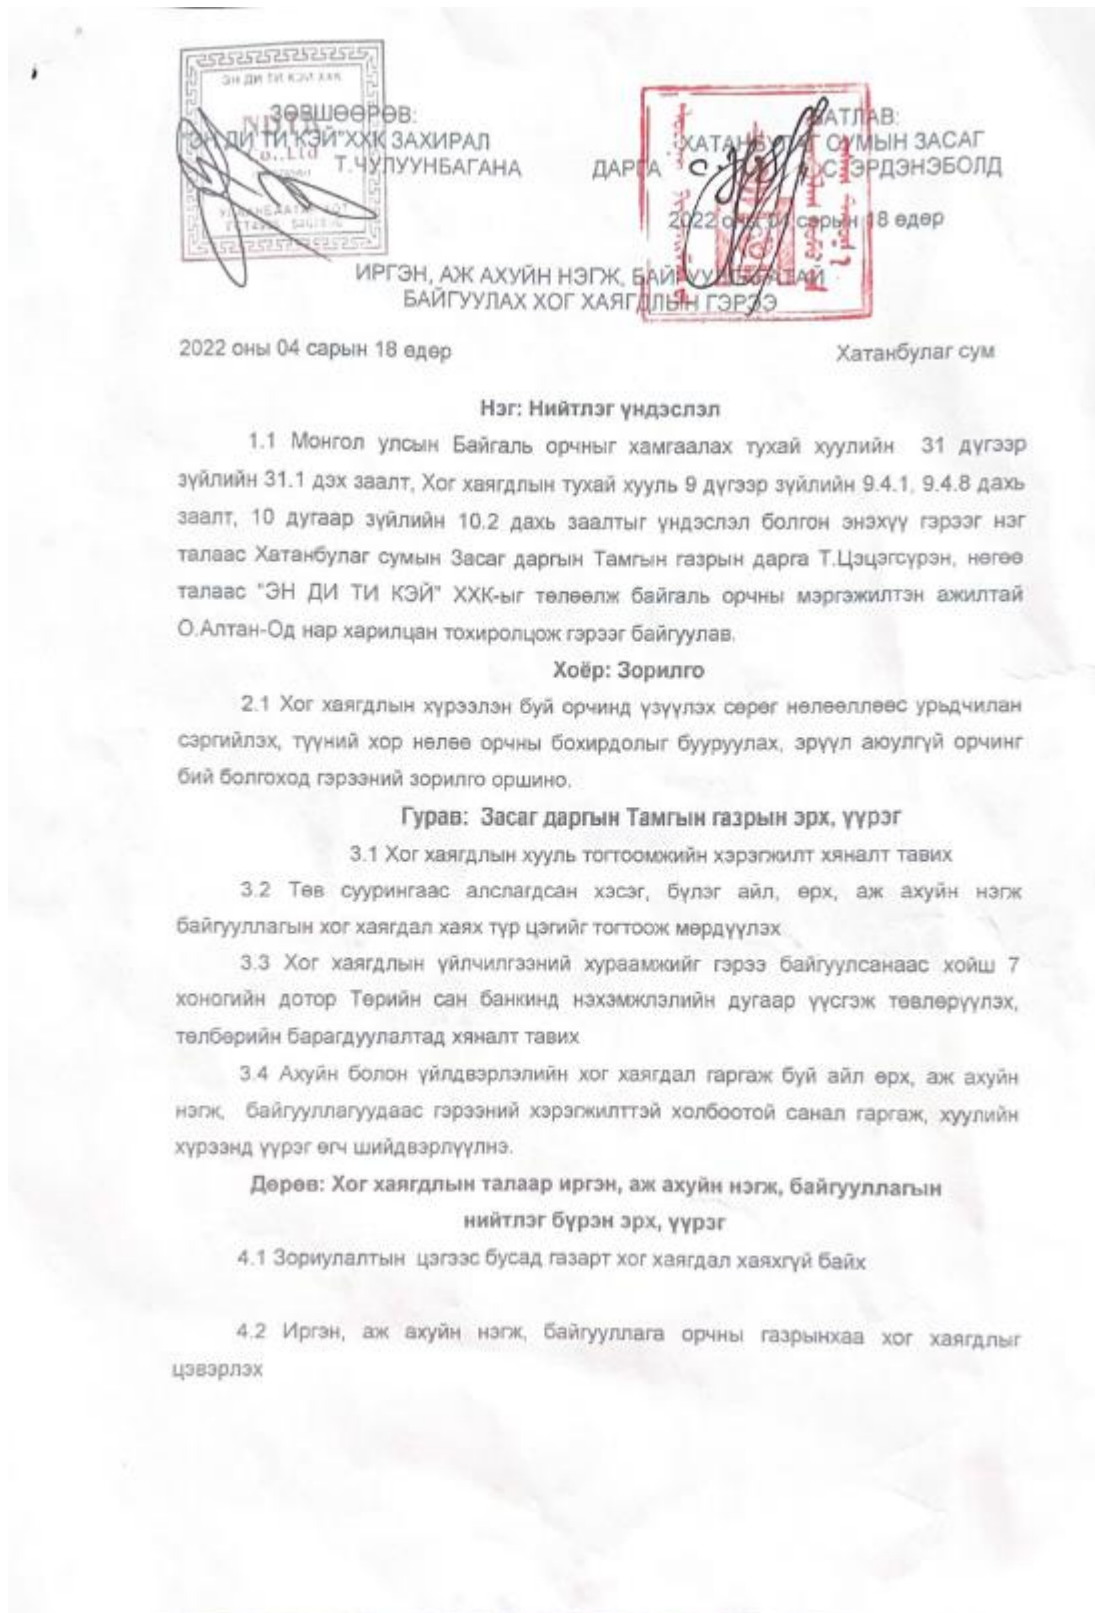 ЭН ДИ ТИ КЭЙ ХХК
ЗӨВШӨӨРӨВ:
"ЭН ДИ ТИ КЭЙ"ХХК ЗАХИРАЛ
Т.ЧУЛУУНБАГАНА
БАТЛАВ:
ХАТАНБУЛАГ СУМЫН ЗАСАГ
ДАРГА С.ЭРДЭНЭБОЛД
2022 оны 04 сарын 18 өдөр
ИРГЭН, АЖ АХУЙН НЭГЖ, БАЙГУУЛЛАГАТАЙ
БАЙГУУЛАХ ХОГ ХАЯГДЛЫН ГЭРЭЭ
2022 оны 04 сарын 18 өдөр Хатанбулаг сум
Нэг: Нийтлэг үндэслэл
1.1 Монгол улсын Байгаль орчныг хамгаалах тухай хуулийн 31 дүгээр
зүйлийн 31.1 дэх заалт, Хог хаягдлын тухай хууль 9 дүгээр зүйлийн 9.4.1, 9.4.8 дахь
заалт, 10 дугаар зүйлийн 10.2 дахь заалтыг үндэслэл болгон энэхүү гэрээг нэг
талаас Хатанбулаг сумын Засаг даргын Тамгын газрын дарга Т.Цэцэгсүрэн, нөгөө
талаас "ЭН ДИ ТИ КЭЙ" ХХК-ыг төлөөлж байгаль орчны мэргэжилтэн ажилтай
О.Алтан-Од нар харилцан тохиролцож гэрээг байгуулав.
Хоёр: Зорилго
2.1 Хог хаягдлын хүрээлэн буй орчинд үзүүлэх сөрөг нөлөөллөөс урьдчилан
сэргийлэх, түүний хор нөлөө орчны бохирдолыг бууруулах, эрүүл аюулгүй орчинг
бий болгоход гэрээний зорилго оршино.
Гурав: Засаг даргын Тамгын газрын эрх, үүрэг
3.1 Хог хаягдлын хууль тогтоомжийн хэрэгжилт хяналт тавих
3.2 Төв суурингаас алслагдсан хэсэг, бүлэг айл, өрх, аж ахуйн нэгж
байгууллагын хог хаягдал хаях түр цэгийг тогтоож мөрдүүлэх
3.3 Хог хаягдлын үйлчилгээний хураамжийг гэрээ байгуулсанаас хойш 7
хоногийн дотор Төрийн сан банкинд нэхэмжлэлийн дугаар үүсгэж төвлөрүүлэх,
төлбөрийн барагдуулалтад хяналт тавих
3.4 Ахуйн болон үйлдвэрлэлийн хог хаягдал гаргаж буй айл өрх, аж ахуйн
нэгж, байгууллагуудаас гэрээний хэрэгжилттэй холбоотой санал гаргаж, хуулийн
хүрээнд үүрэг өгч шийдвэрлүүлнэ.
Дөрөв: Хог хаягдлын талаар иргэн, аж ахуйн нэгж, байгууллагын
нийтлэг бүрэн эрх, үүрэг
4.1 Зориулалтын цэгээс бусад газарт хог хаягдал хаяхгүй байх
4.2 Иргэн, аж ахуйн нэгж, байгууллага орчны газрынхаа хог хаягдлыг
цэвэрлэх